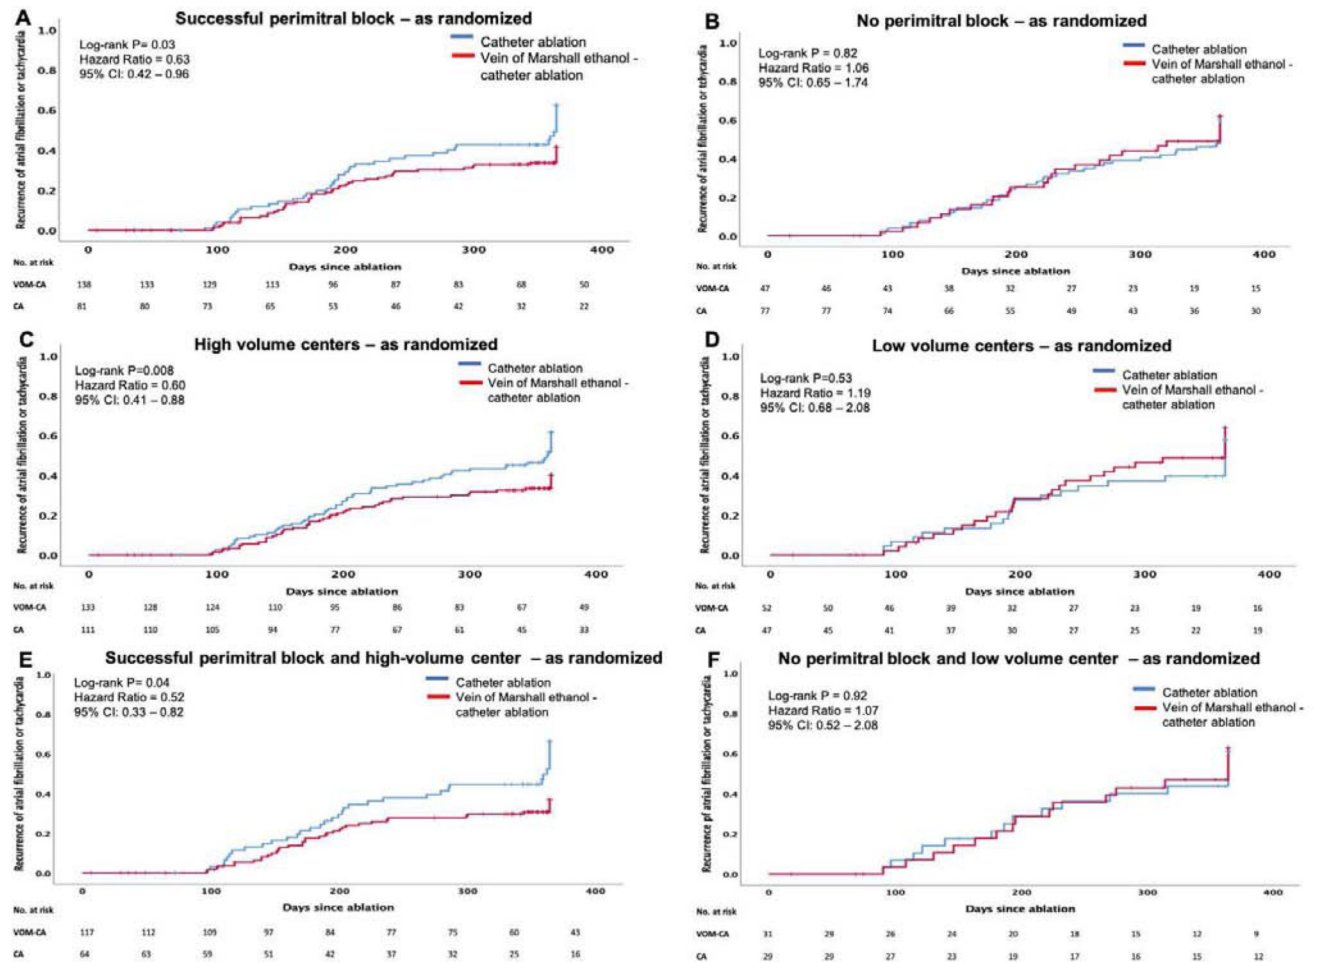 A
Successful perimitral block – as randomized
Log-rank P= 0.03
Hazard Ratio = 0.63
95% CI: 0.42 – 0.96
Catheter ablation
Vein of Marshall ethanol -
catheter ablation
Recurrence of atrial fibrillation or tachycardia
1.0
0.8
0.6
0.4
0.2
0.0
0 100 200 300 400
Days since ablation
No. at risk
VOM-CA 138 133 129 113 96 87 83 68 50
CA 81 80 73 65 53 46 42 32 22
B
No perimitral block – as randomized
Log-rank P = 0.82
Hazard Ratio = 1.06
95% CI: 0.65 – 1.74
Catheter ablation
Vein of Marshall ethanol -
catheter ablation
Recurrence of atrial fibrillation or tchycardia
1.0
0.8
0.6
0.4
0.2
0.0
0 100 200 300 400
Days since ablation
No. at risk
VOM-CA 47 46 43 38 32 27 23 19 15
CA 77 77 74 66 55 49 43 36 30
C
High volume centers – as randomized
Log-rank P=0.008
Hazard Ratio = 0.60
95% CI: 0.41 – 0.88
Catheter ablation
Vein of Marshall ethanol -
catheter ablation
Recurrence of atrial fibrillation or tachycardia
1.0
0.8
0.6
0.4
0.2
0.0
0 100 200 300 400
Days since ablation
No. at risk
VOM-CA 133 128 124 110 95 86 83 67 49
CA 111 110 105 94 77 67 61 45 33
D
Low volume centers – as randomized
Log-rank P=0.53
Hazard Ratio = 1.19
95% CI: 0.68 – 2.08
Catheter ablation
Vein of Marshall ethanol -
catheter ablation
Recurrence of atrial fibrillation or tachycardia
1.0
0.8
0.6
0.4
0.2
0.0
0 100 200 300 400
Days since ablation
No. at risk
VOM-CA 52 50 46 39 32 27 23 19 16
CA 47 45 41 37 30 27 25 22 19
E
Successful perimitral block and high-volume center – as randomized
Log-rank P = 0.04
Hazard Ratio = 0.52
95% CI: 0.33 – 0.82
Catheter ablation
Vein of Marshall ethanol -
catheter ablation
Recurrence of atrial fibrillation or tachycardia
1.0
0.8
0.6
0.4
0.2
0.0
0 100 200 300 400
Days since ablation
No. at risk
VOM-CA 117 112 109 97 84 77 75 60 43
CA 64 63 59 51 42 37 32 25 16
F
No perimitral block and low volume center – as randomized
Log-rank P = 0.92
Hazard Ratio = 1.07
95% CI: 0.52 – 2.08
Catheter ablation
Vein of Marshall ethanol -
catheter ablation
Recurrence pf atrial fibrillation or tachycardia
1.0
0.8
0.6
0.4
0.2
0.0
0 100 200 300 400
Days since ablation
No. at risk
VOM-CA 31 29 26 24 20 18 15 12 9
CA 29 29 27 23 19 17 16 15 12